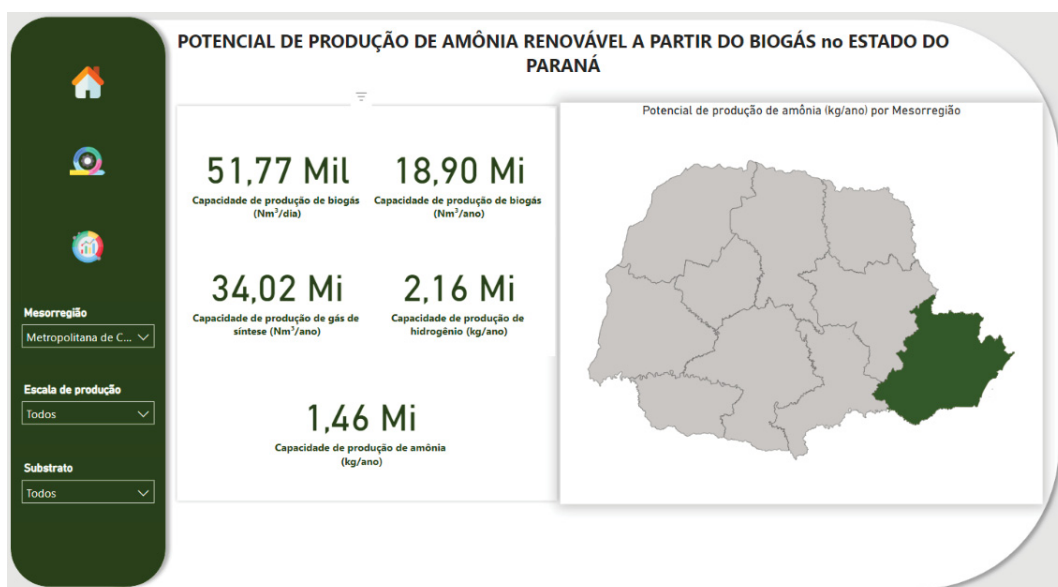 POTENCIAL DE PRODUÇÃO DE AMÔNIA RENOVÁVEL A PARTIR DO BIOGÁS no ESTADO DO
PARANÁ
Mesorregião
Metropolitana de C...
Escala de produção
Todos
Substrato
Todos
51,77 Mil
Capacidade de produção de biogás
(Nm³/dia)
18,90 Mi
Capacidade de produção de biogás
(Nm³/ano)
34,02 Mi
Capacidade de produção de gás de
síntese (Nm³/ano)
2,16 Mi
Capacidade de produção de
hidrogênio (kg/ano)
1,46 Mi
Capacidade de produção de amônia
(kg/ano)
Potencial de produção de amônia (kg/ano) por Mesorregião